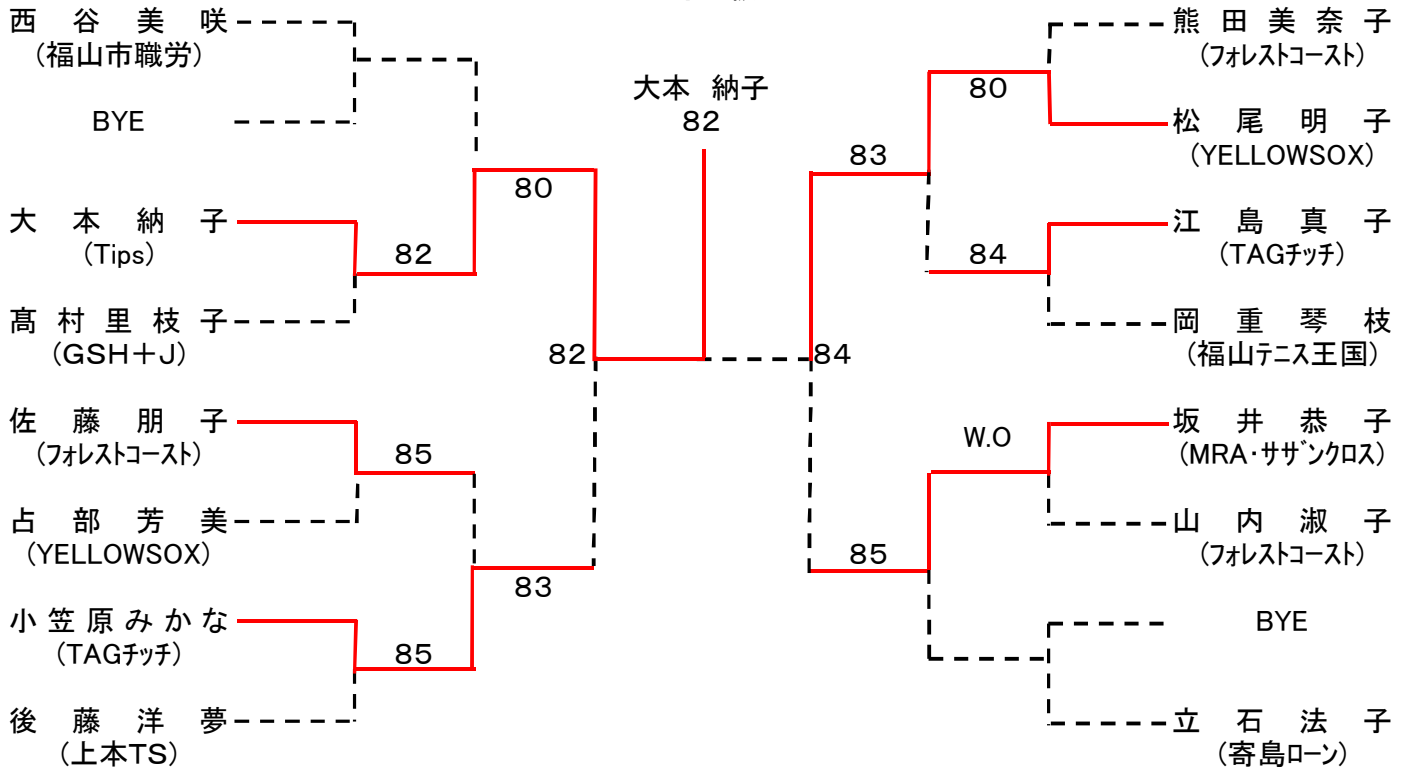 西谷美咲
(福山市職労)
BYE
大本納子
(Tips)
髙村里枝子
(GSH＋J)
佐藤朋子
(フォレストコースト)
占部芳美
(YELLOWSOX)
小笠原みかな
(TAGチッチ)
後藤洋夢
(上本TS)
82
85
85
80
83
82
大本 納子
82
84
83
85
80
84
W.O
熊田美奈子
(フォレストコースト)
松尾明子
(YELLOWSOX)
江島真子
(TAGチッチ)
岡重琴枝
(福山テニス王国)
坂井恭子
(MRA・サザンクロス)
山内淑子
(フォレストコースト)
BYE
立石法子
(寄島ローン)